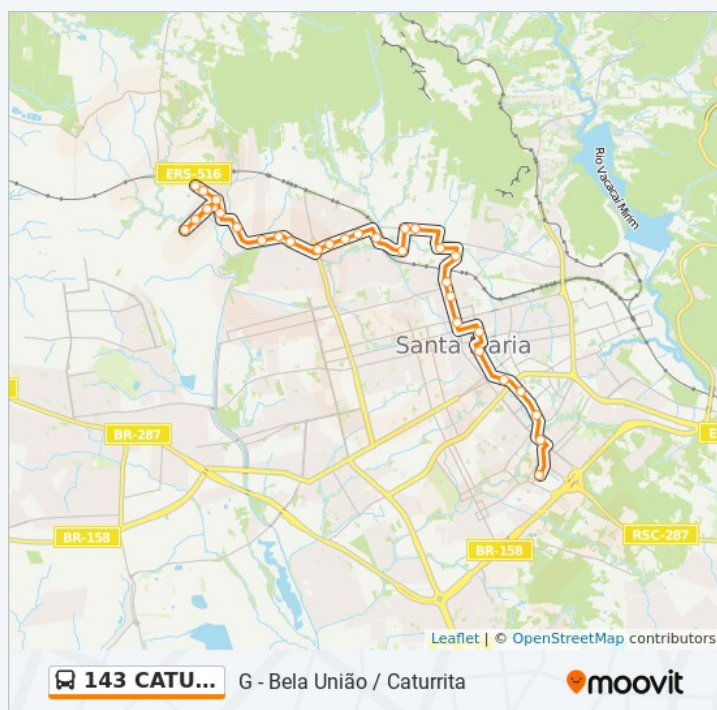 ERS-516
Rio Vacacaí Mirim
Santa Maria
BR-287
E
BR-158
BR-158
RSC-287
Leaflet | © OpenStreetMap contributors
143 CATU... G - Bela União / Caturrita
moovit